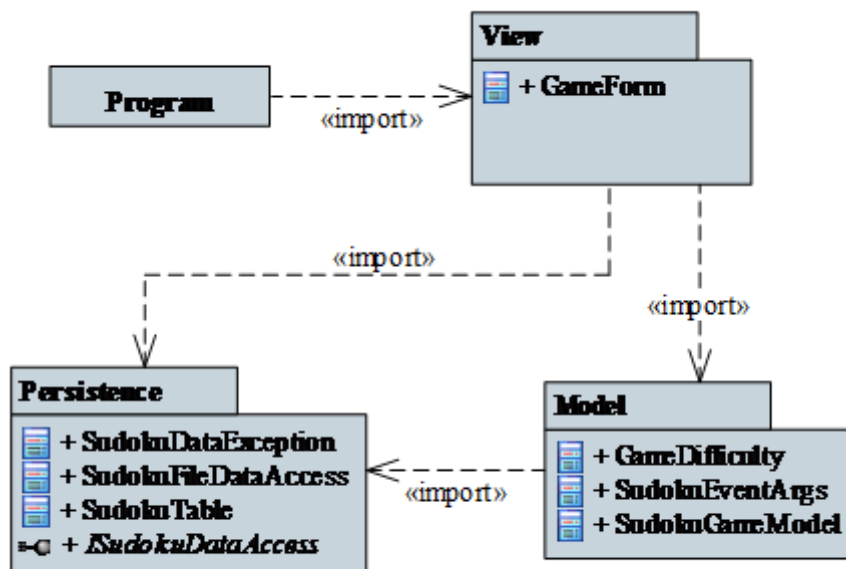 View
Program
+ GameForm
«import»
«import»
«import»
Persistence
+ SudokuDataException
+ SudokuFileDataAccess
+ SudokuTable
+ ISudokuDataAccess
«import»
Model
+ GameDifficulty
+ SudokuEventArgs
+ SudokuGameModel